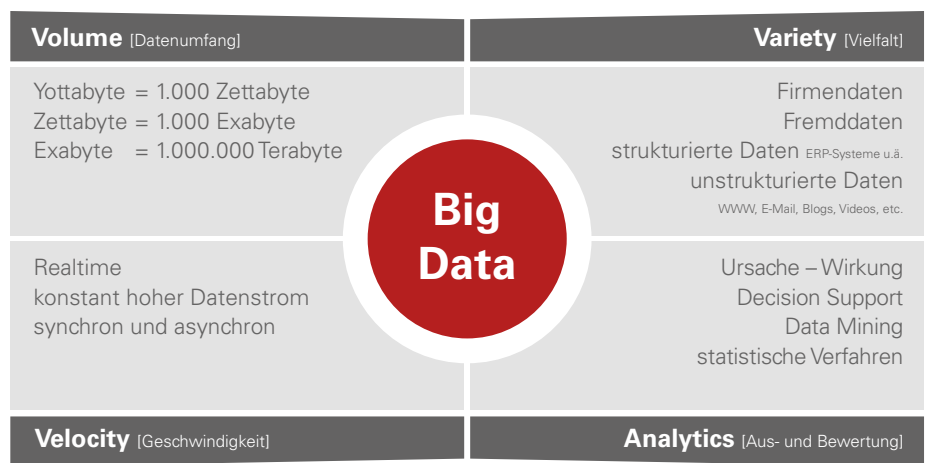 Volume [Datenumfang]
Yottabyte = 1.000 Zettabyte
Zettabyte = 1.000 Exabyte
Exabyte = 1.000.000 Terabyte
Variety [Vielfalt]
Firmendaten
Fremddaten
strukturierte Daten ERP-Systeme u.ä.
unstrukturierte Daten
WWW, E-Mail, Blogs, Videos, etc.
Big
Data
Realtime
konstant hoher Datenstrom
synchron und asynchron
Velocity [Geschwindigkeit]
Ursache – Wirkung
Decision Support
Data Mining
statistische Verfahren
Analytics [Aus- und Bewertung]